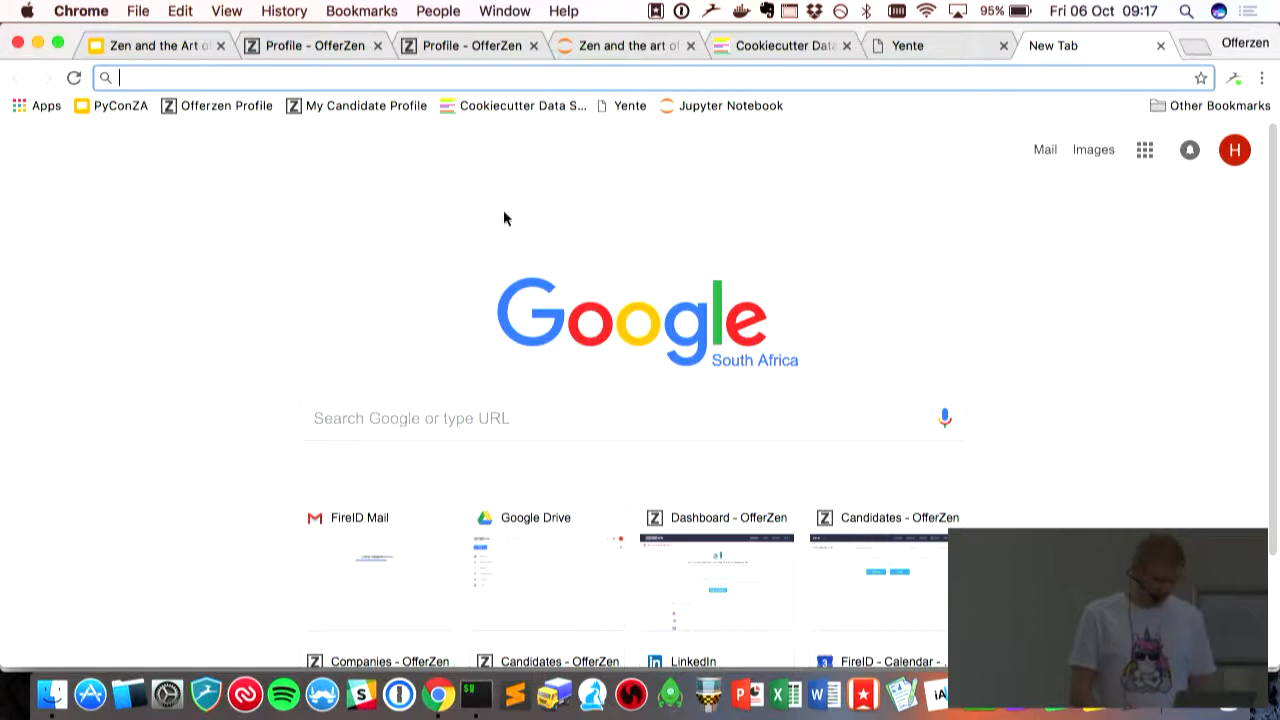 Chrome File Edit View History Bookmarks People Window Help 95% Fri 06 Oct 09:17
Zen and the Art of Profile - OfferZen Profile - OfferZen Zen and the art of Cookiecutter Data Yente New Tab Offerzen
Apps PyConZA Offerzen Profile My Candidate Profile Cookiecutter Data S... Yente Jupyter Notebook Other Bookmarks
Mail Images H
Google
South Africa
Search Google or type URL
FireID Mail Google Drive Dashboard - OfferZen Candidates - OfferZen
Companies - OfferZen Candidates - OfferZen LinkedIn FireID - Calendar - .